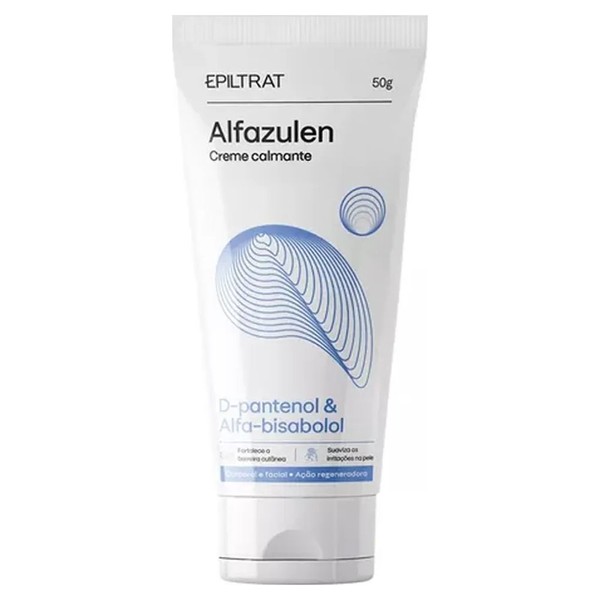 EPILTRAT 50g
Alfazulen
Creme calmante
D-pantenol &
Alfa-bisabolol
Fortalece a
barreira cutânea
Suaviza as
irritações na pele
Corporal e facial • Ação regeneradora